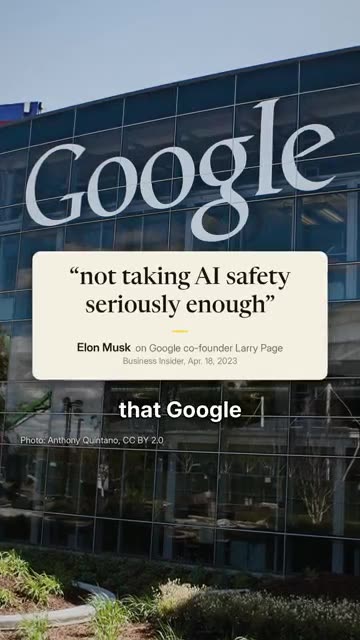 Google
“not taking AI safety
seriously enough”
Elon Musk on Google co-founder Larry Page
Business Insider, Apr. 18, 2023
that Google
Photo: Anthony Quintano, CC BY 2.0